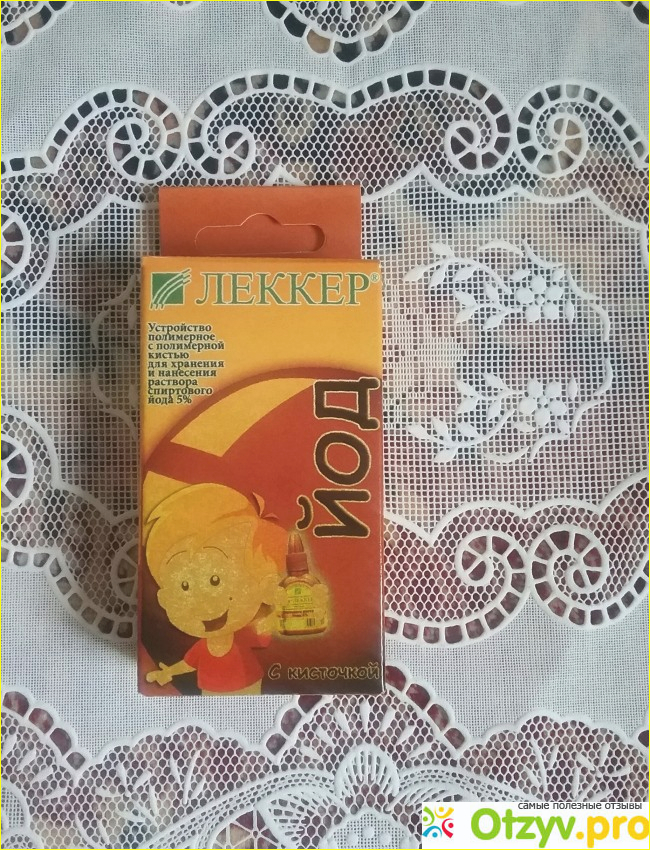 ЛЕККЕР®
Устройство
полимерное
с полимерной
кистью
для хранения
и нанесения
раствора
спиртового
йода 5%
ЙОД
С кисточкой
самые полезные отзывы
Otzyv.pro